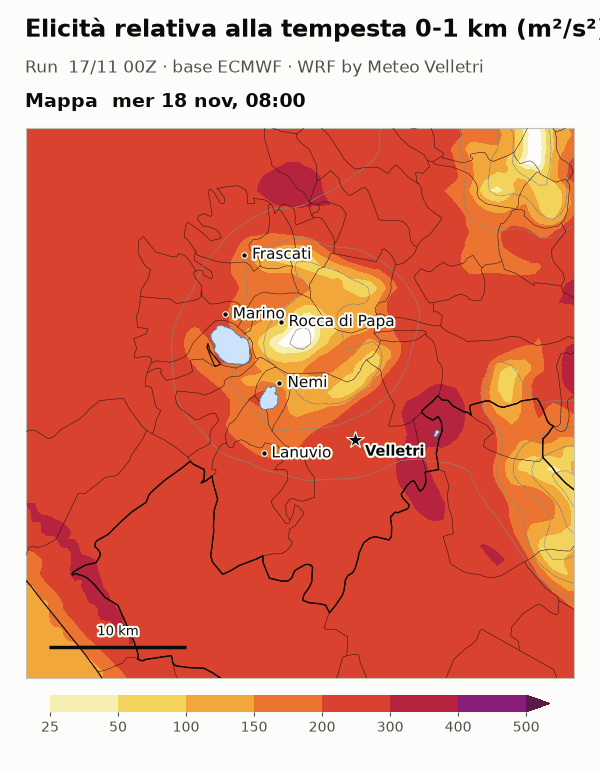 Elicità relativa alla tempesta 0-1 km (m²/s²)
Run  17/11 00Z · base ECMWF · WRF by Meteo Velletri
Mappa  mer 18 nov, 08:00
Frascati
Marino
Rocca di Papa
Nemi
Velletri
Lanuvio
10 km
25 50 100 150 200 300 400 500